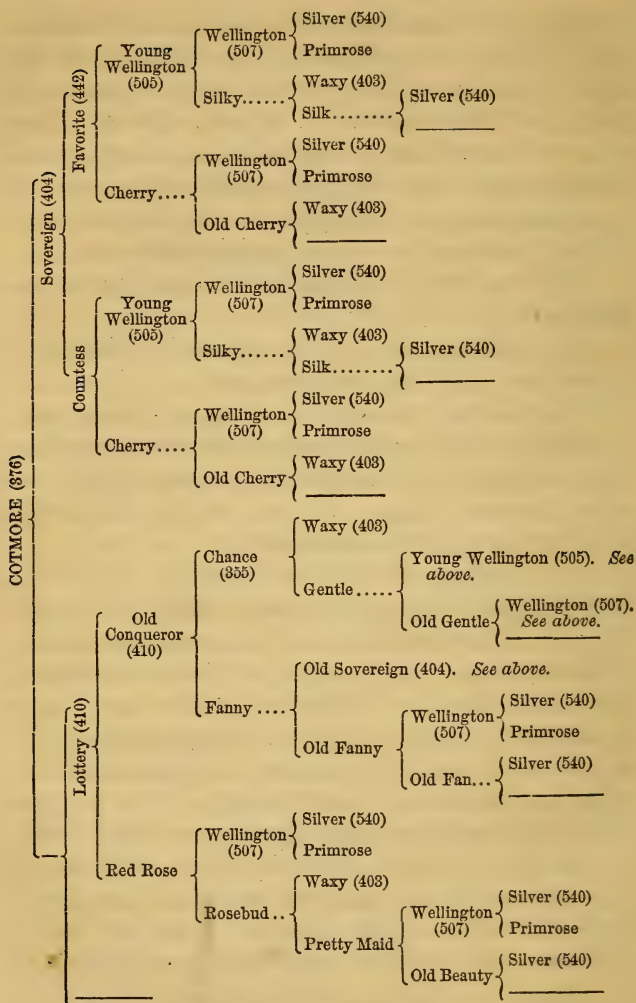 COTMORE (376)
Sovereign (404)
Favorite (442)
Young
Wellington
(505)
Wellington
(507)
Silver (540)
Primrose
Silky......
Waxy (403)
Silk........
Silver (540)
Cherry....
Wellington
(507)
Silver (540)
Primrose
Old Cherry
Waxy (403)
Countess
Young
Wellington
(505)
Wellington
(507)
Silver (540)
Primrose
Silky......
Waxy (403)
Silk........
Silver (540)
Cherry....
Wellington
(507)
Silver (540)
Primrose
Old Cherry
Waxy (403)
Lottery (410)
Old
Conqueror
(410)
Chance
(355)
Waxy (403)
Gentle.....
Young Wellington (505). See
above.
Old Gentle
Wellington (507).
See above.
Fanny....
Old Sovereign (404). See above.
Old Fanny
Wellington
(507)
Silver (540)
Primrose
Old Fan...
Silver (540)
Red Rose
Wellington
(507)
Silver (540)
Primrose
Rosebud..
Waxy (403)
Pretty Maid
Wellington
(507)
Silver (540)
Primrose
Old Beauty
Silver (540)